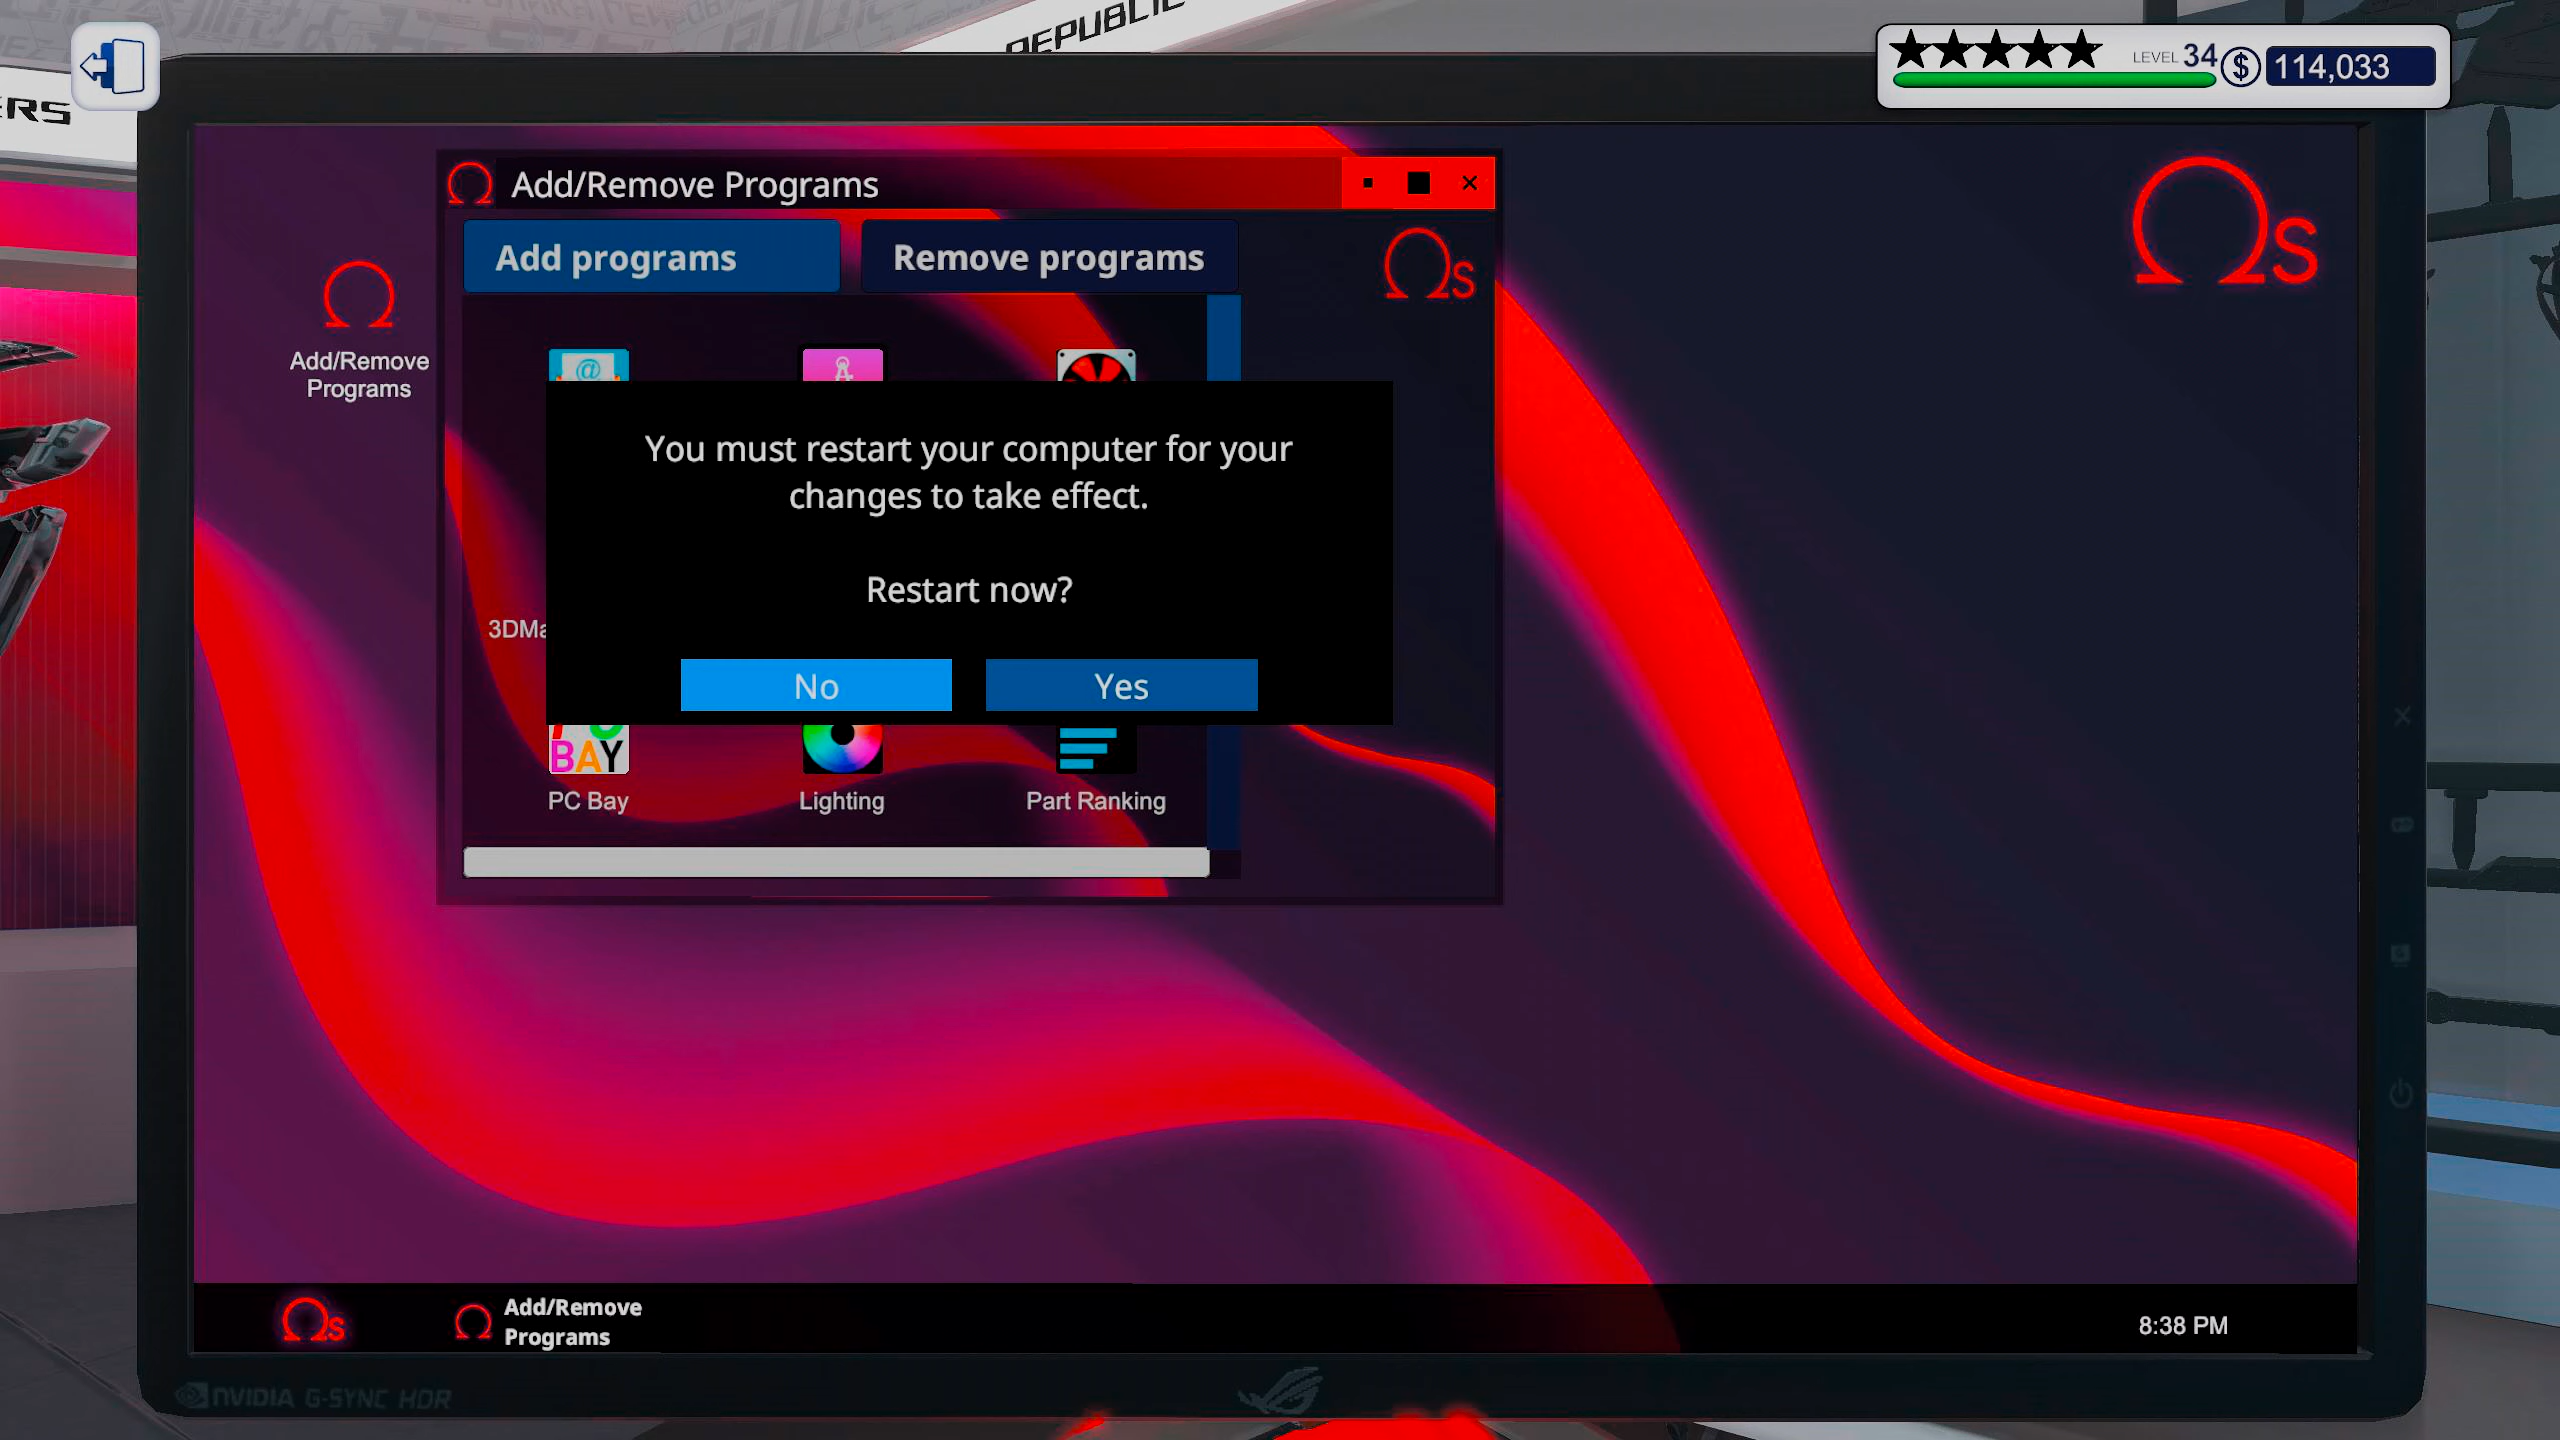 REPUBLIC
ERS
LEVEL 34
$ 114,033
Add/Remove Programs
Add programs
Remove programs
Ωs
Ωs
Add/Remove
Programs
You must restart your computer for your
changes to take effect.
Restart now?
3DMa
No
Yes
BAY
PC Bay
Lighting
Part Ranking
Ωs
Add/Remove
Programs
8:38 PM
NVIDIA G-SYNC HDR